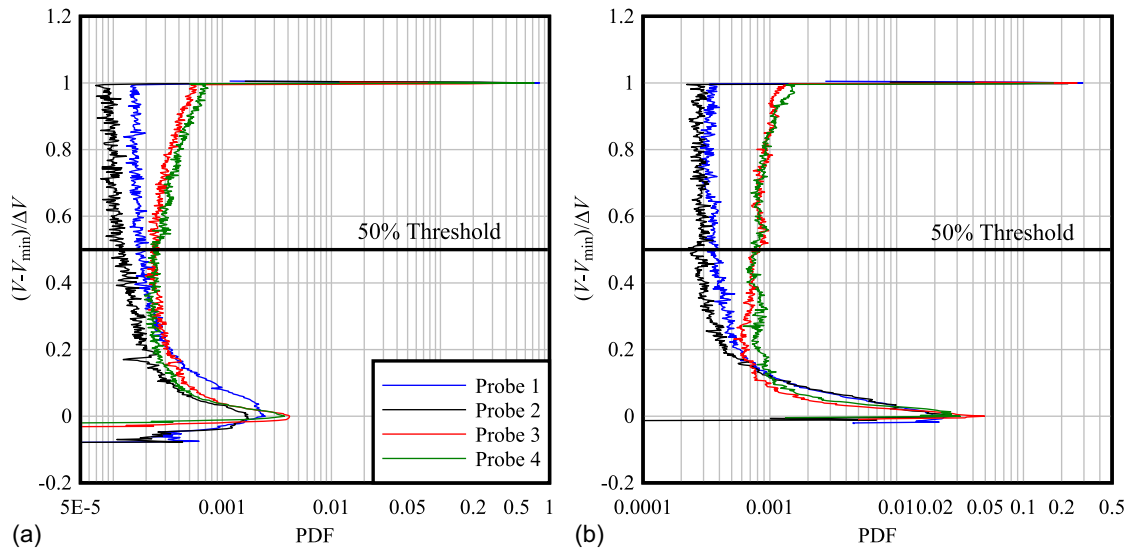 1.2
1
0.8
0.6
0.4
0.2
0
-0.2
(V-Vmin)/ΔV
50% Threshold
Probe 1
Probe 2
Probe 3
Probe 4
5E-5 0.001 0.01 0.05 0.2 0.5 1
PDF
(a)
1.2
1
0.8
0.6
0.4
0.2
0
-0.2
(V-Vmin)/ΔV
50% Threshold
0.0001 0.001 0.01 0.02 0.05 0.1 0.2 0.5
PDF
(b)